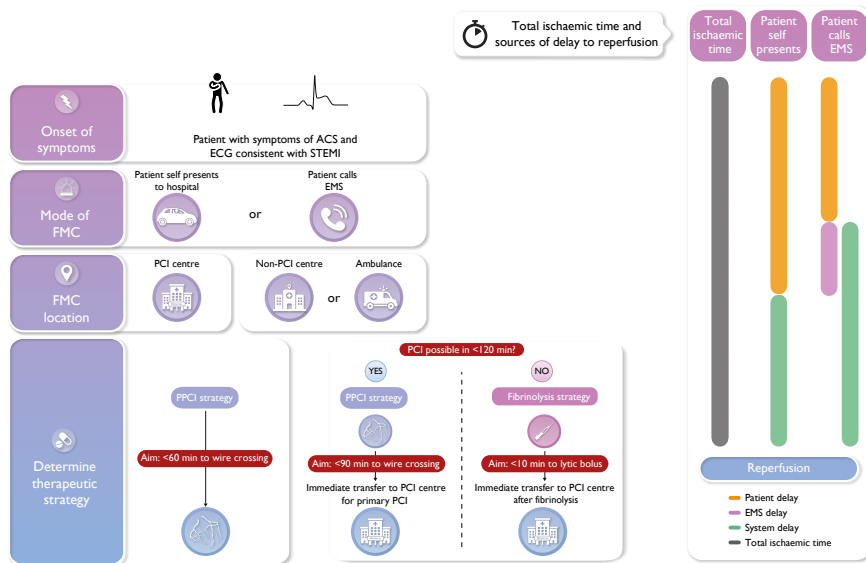 Total ischaemic time and
sources of delay to reperfusion
Total
ischaemic
time
Patient
self
presents
Patient
calls
EMS
Onset of
symptoms
Patient with symptoms of ACS and
ECG consistent with STEMI
Mode of
FMC
Patient self presents
to hospital
or
Patient calls
EMS
FMC
location
PCI centre
Non-PCI centre
or
Ambulance
Determine
therapeutic
strategy
PPCI strategy
Aim: <60 min to wire crossing
PCI possible in <120 min?
YES
PPCI strategy
Aim: <90 min to wire crossing
Immediate transfer to PCI centre
for primary PCI
NO
Fibrinolysis strategy
Aim: <10 min to lytic bolus
Immediate transfer to PCI centre
after fibrinolysis
Reperfusion
Patient delay
EMS delay
System delay
Total ischaemic time